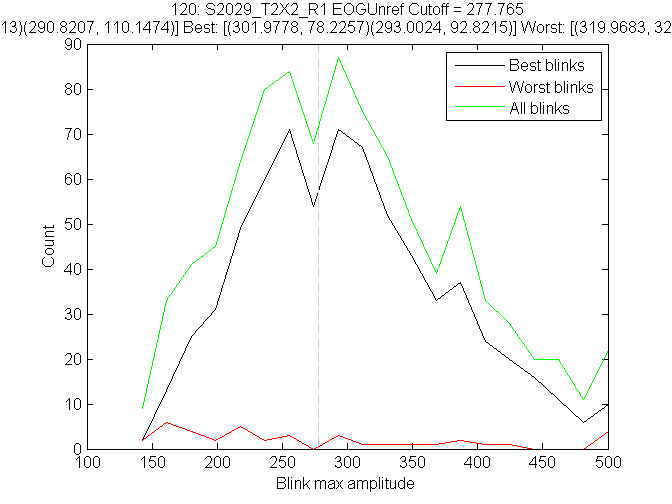 120: S2029_T2X2_R1 EOGUnref Cutoff = 277.765
13)(290.8207, 110.1474)] Best: [(301.9778, 78.2257)(293.0024, 92.8215)] Worst: [(319.9683, 32
90
80
70
60
50
40
30
20
10
0
Count
Best blinks
Worst blinks
All blinks
100 150 200 250 300 350 400 450 500
Blink max amplitude